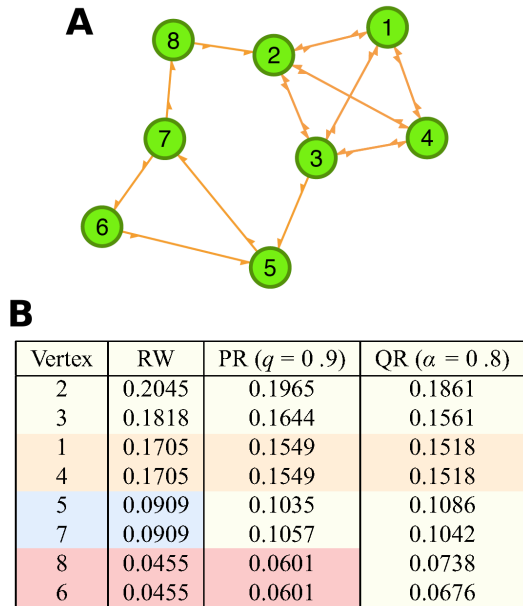 A
1
8
2
7
4
3
6
5
B
Vertex RW PR (q = 0 .9) QR (α = 0 .8)
2 0.2045 0.1965 0.1861
3 0.1818 0.1644 0.1561
1 0.1705 0.1549 0.1518
4 0.1705 0.1549 0.1518
5 0.0909 0.1035 0.1086
7 0.0909 0.1057 0.1042
8 0.0455 0.0601 0.0738
6 0.0455 0.0601 0.0676